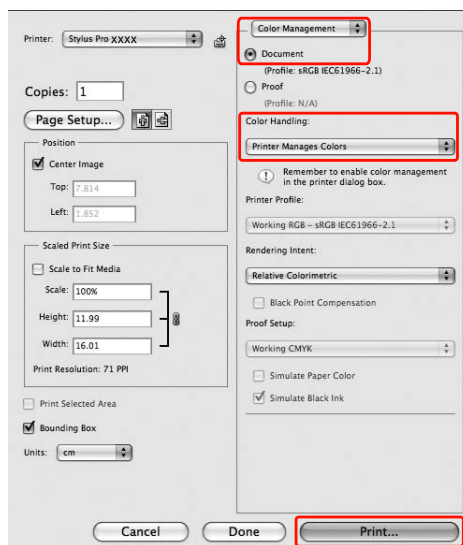 Printer: Stylus Pro XXXX
Copies: 1
Page Setup...
Position
Center Image
Top: 7.814
Left: 1.852
Scaled Print Size
Scale to Fit Media
Scale: 100%
Height: 11.99
Width: 16.01
Print Resolution: 71 PPI
Print Selected Area
Bounding Box
Units: cm
Color Management
Document
(Profile: sRGB IEC61966-2.1)
Proof
(Profile: N/A)
Color Handling:
Printer Manages Colors
Remember to enable color management
in the printer dialog box.
Printer Profile:
Working RGB - sRGB IEC61966-2.1
Rendering Intent:
Relative Colorimetric
Black Point Compensation
Proof Setup:
Working CMYK
Simulate Paper Color
Simulate Black Ink
Cancel
Done
Print...